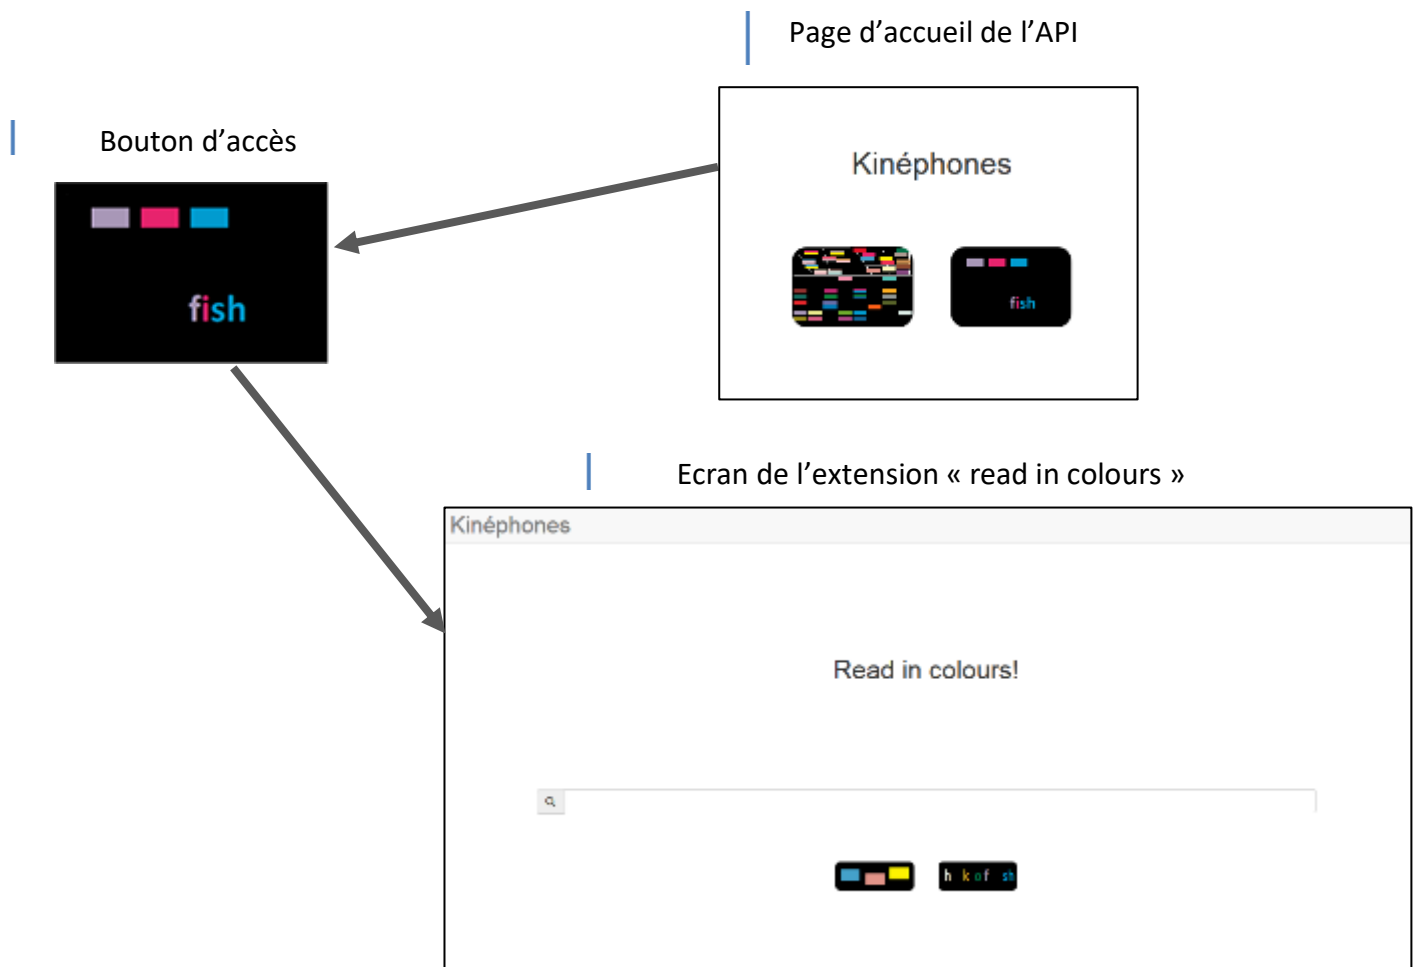 Page d’accueil de l’API
Bouton d’accès
fish
Kinéphones
fish
Ecran de l’extension « read in colours »
Kinéphones
Read in colours!
h k o f sh